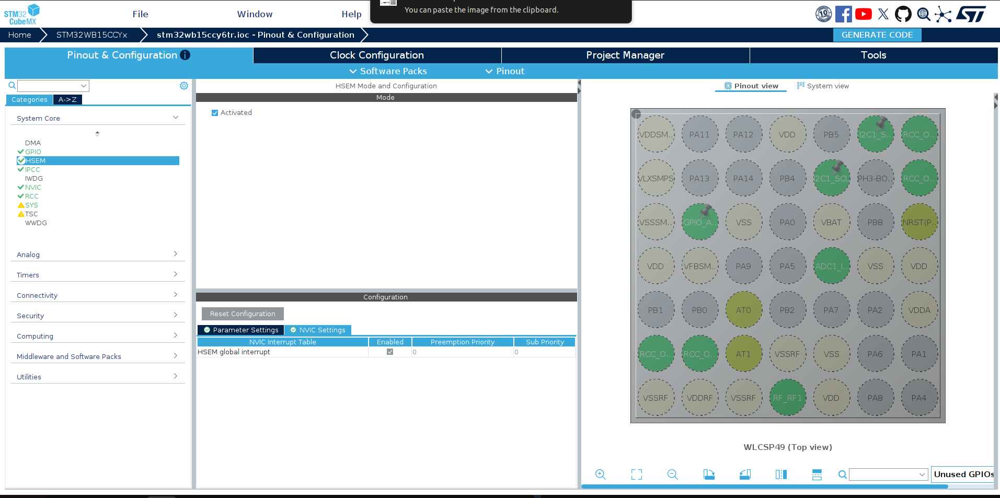 You can paste the image from the clipboard.
STM32
CubeMX
File
Window
Help
10
ST
Home
STM32WB15CCYx
stm32wb15ccy6tr.ioc - Pinout & Configuration
GENERATE CODE
Pinout & Configuration
Clock Configuration
Project Manager
Tools
Software Packs
Pinout
Categories
A->Z
System Core
DMA
GPIO
HSEM
IPCC
IWDG
NVIC
RCC
SYS
TSC
WWDG
Analog
Timers
Connectivity
Security
Computing
Middleware and Software Packs
Utilities
HSEM Mode and Configuration
Mode
Activated
Configuration
Reset Configuration
Parameter Settings
NVIC Settings
NVIC Interrupt Table Enabled Preemption Priority Sub Priority
HSEM global interrupt 0 0
Pinout view
System view
VDDSM.. PA11 PA12 VDD PB5 I2C1_S.. RCC_O..
VLXSMPS PA13 PA14 PB4 2C1_SCL PH3-BO.. RCC_O..
VSSSM.. GPIO_A.. VSS PA0 VBAT PB8 NRST(P..
VDD VFBSM.. PA9 PA5 ADC1_I.. VSS VDD
PB1 PB0 AT0 PB2 PA7 PA2 VDDA
RCC_O.. RCC_O.. AT1 VSSRF VSS PA6 PA1
VSSRF VDDRF VSSRF RF_RF1 VDD PA8 PA4
WLCSP49 (Top view)
Unused GPIOs